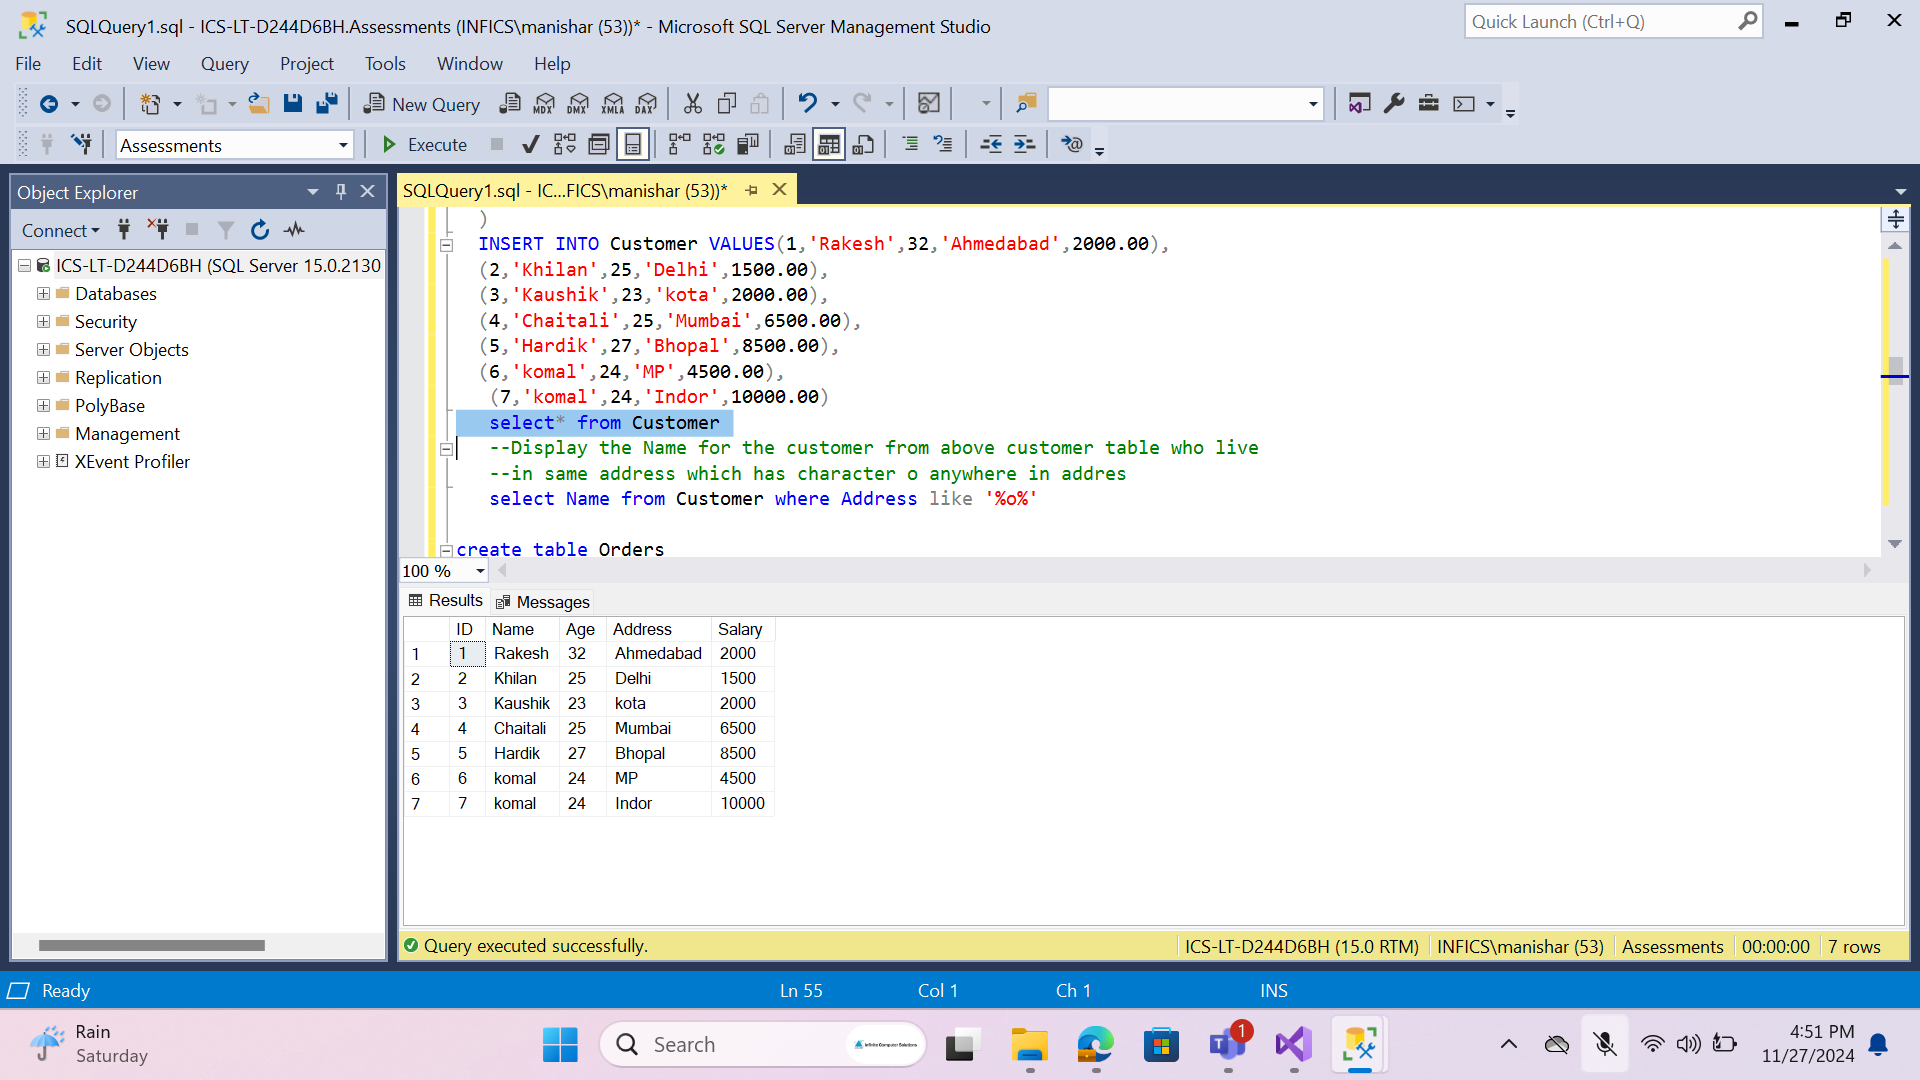 SQLQuery1.sql - ICS-LT-D244D6BH.Assessments (INFICS\manishar (53))* - Microsoft SQL Server Management Studio
Quick Launch (Ctrl+Q)
File Edit View Query Project Tools Window Help
New Query MDX DMX XMLA DAX
Assessments Execute
Object Explorer
Connect
ICS-LT-D244D6BH (SQL Server 15.0.2130
Databases
Security
Server Objects
Replication
PolyBase
Management
XEvent Profiler
SQLQuery1.sql - IC...FICS\manishar (53))*
)
INSERT INTO Customer VALUES(1,'Rakesh',32,'Ahmedabad',2000.00),
(2,'Khilan',25,'Delhi',1500.00),
(3,'Kaushik',23,'kota',2000.00),
(4,'Chaitali',25,'Mumbai',6500.00),
(5,'Hardik',27,'Bhopal',8500.00),
(6,'komal',24,'MP',4500.00),
(7,'komal',24,'Indor',10000.00)
select* from Customer
--Display the Name for the customer from above customer table who live
--in same address which has character o anywhere in addres
select Name from Customer where Address like '%o%'
create table Orders
100 %
Results Messages
ID Name Age Address Salary
1 1 Rakesh 32 Ahmedabad 2000
2 2 Khilan 25 Delhi 1500
3 3 Kaushik 23 kota 2000
4 4 Chaitali 25 Mumbai 6500
5 5 Hardik 27 Bhopal 8500
6 6 komal 24 MP 4500
7 7 komal 24 Indor 10000
Query executed successfully. ICS-LT-D244D6BH (15.0 RTM) INFICS\manishar (53) Assessments 00:00:00 7 rows
Ready Ln 55 Col 1 Ch 1 INS
Rain
Saturday
Search
Infinite Computer Solutions
1
4:51 PM
11/27/2024